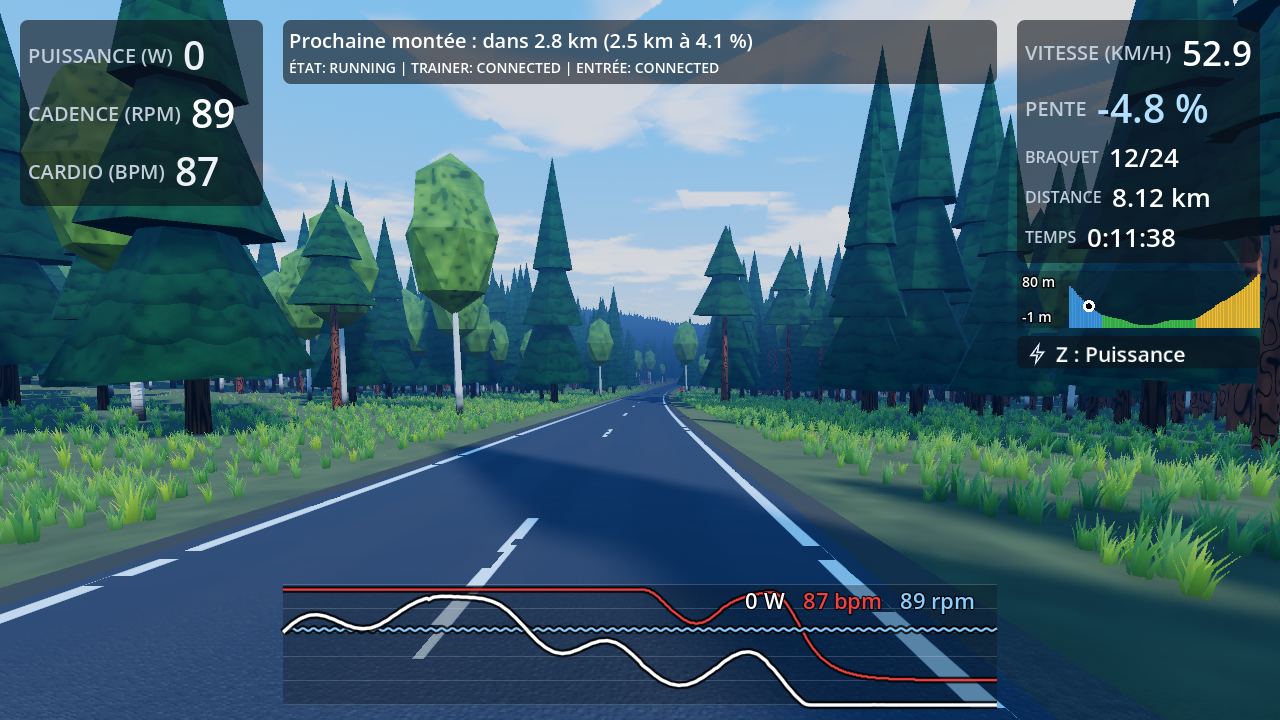 PUISSANCE (W) 0
CADENCE (RPM) 89
CARDIO (BPM) 87
Prochaine montée : dans 2.8 km (2.5 km à 4.1 %)
ÉTAT: RUNNING | TRAINER: CONNECTED | ENTRÉE: CONNECTED
VITESSE (KM/H) 52.9
PENTE -4.8 %
BRAQUET 12/24
DISTANCE 8.12 km
TEMPS 0:11:38
80 m
-1 m
Z : Puissance
0 W 87 bpm 89 rpm